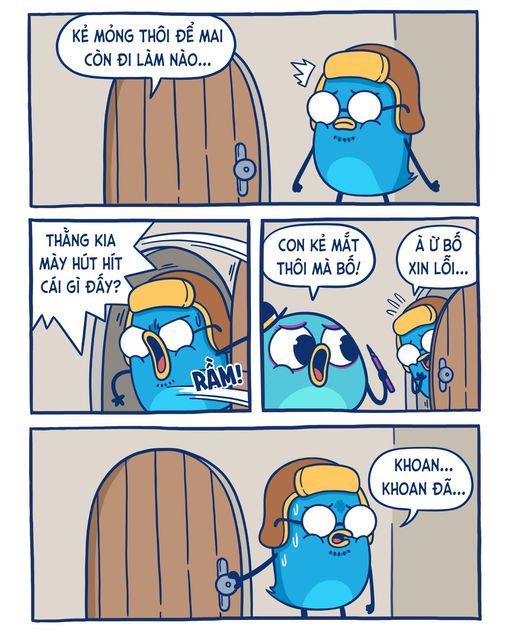 KẺ MỎNG THÔI ĐỂ MAI
CÒN ĐI LÀM NÀO...
THẰNG KIA
MÀY HÚT HÍT
CÁI GÌ ĐẤY?
RẦM!
CON KẺ MẮT
THÔI MÀ BỐ!
À Ừ BỐ
XIN LỖI...
KHOAN...
KHOAN ĐÃ...